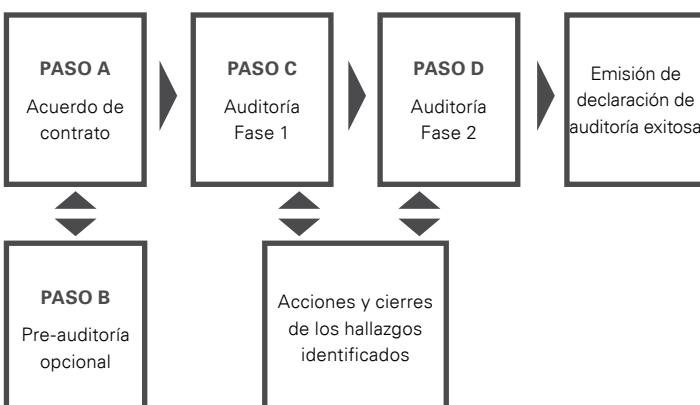 PASO A
Acuerdo de
contrato
PASO C
Auditoría
Fase 1
PASO D
Auditoría
Fase 2
Emisión de
declaración de
auditoría exitosa
PASO B
Pre-auditoría
opcional
Acciones y cierres
de los hallazgos
identificados